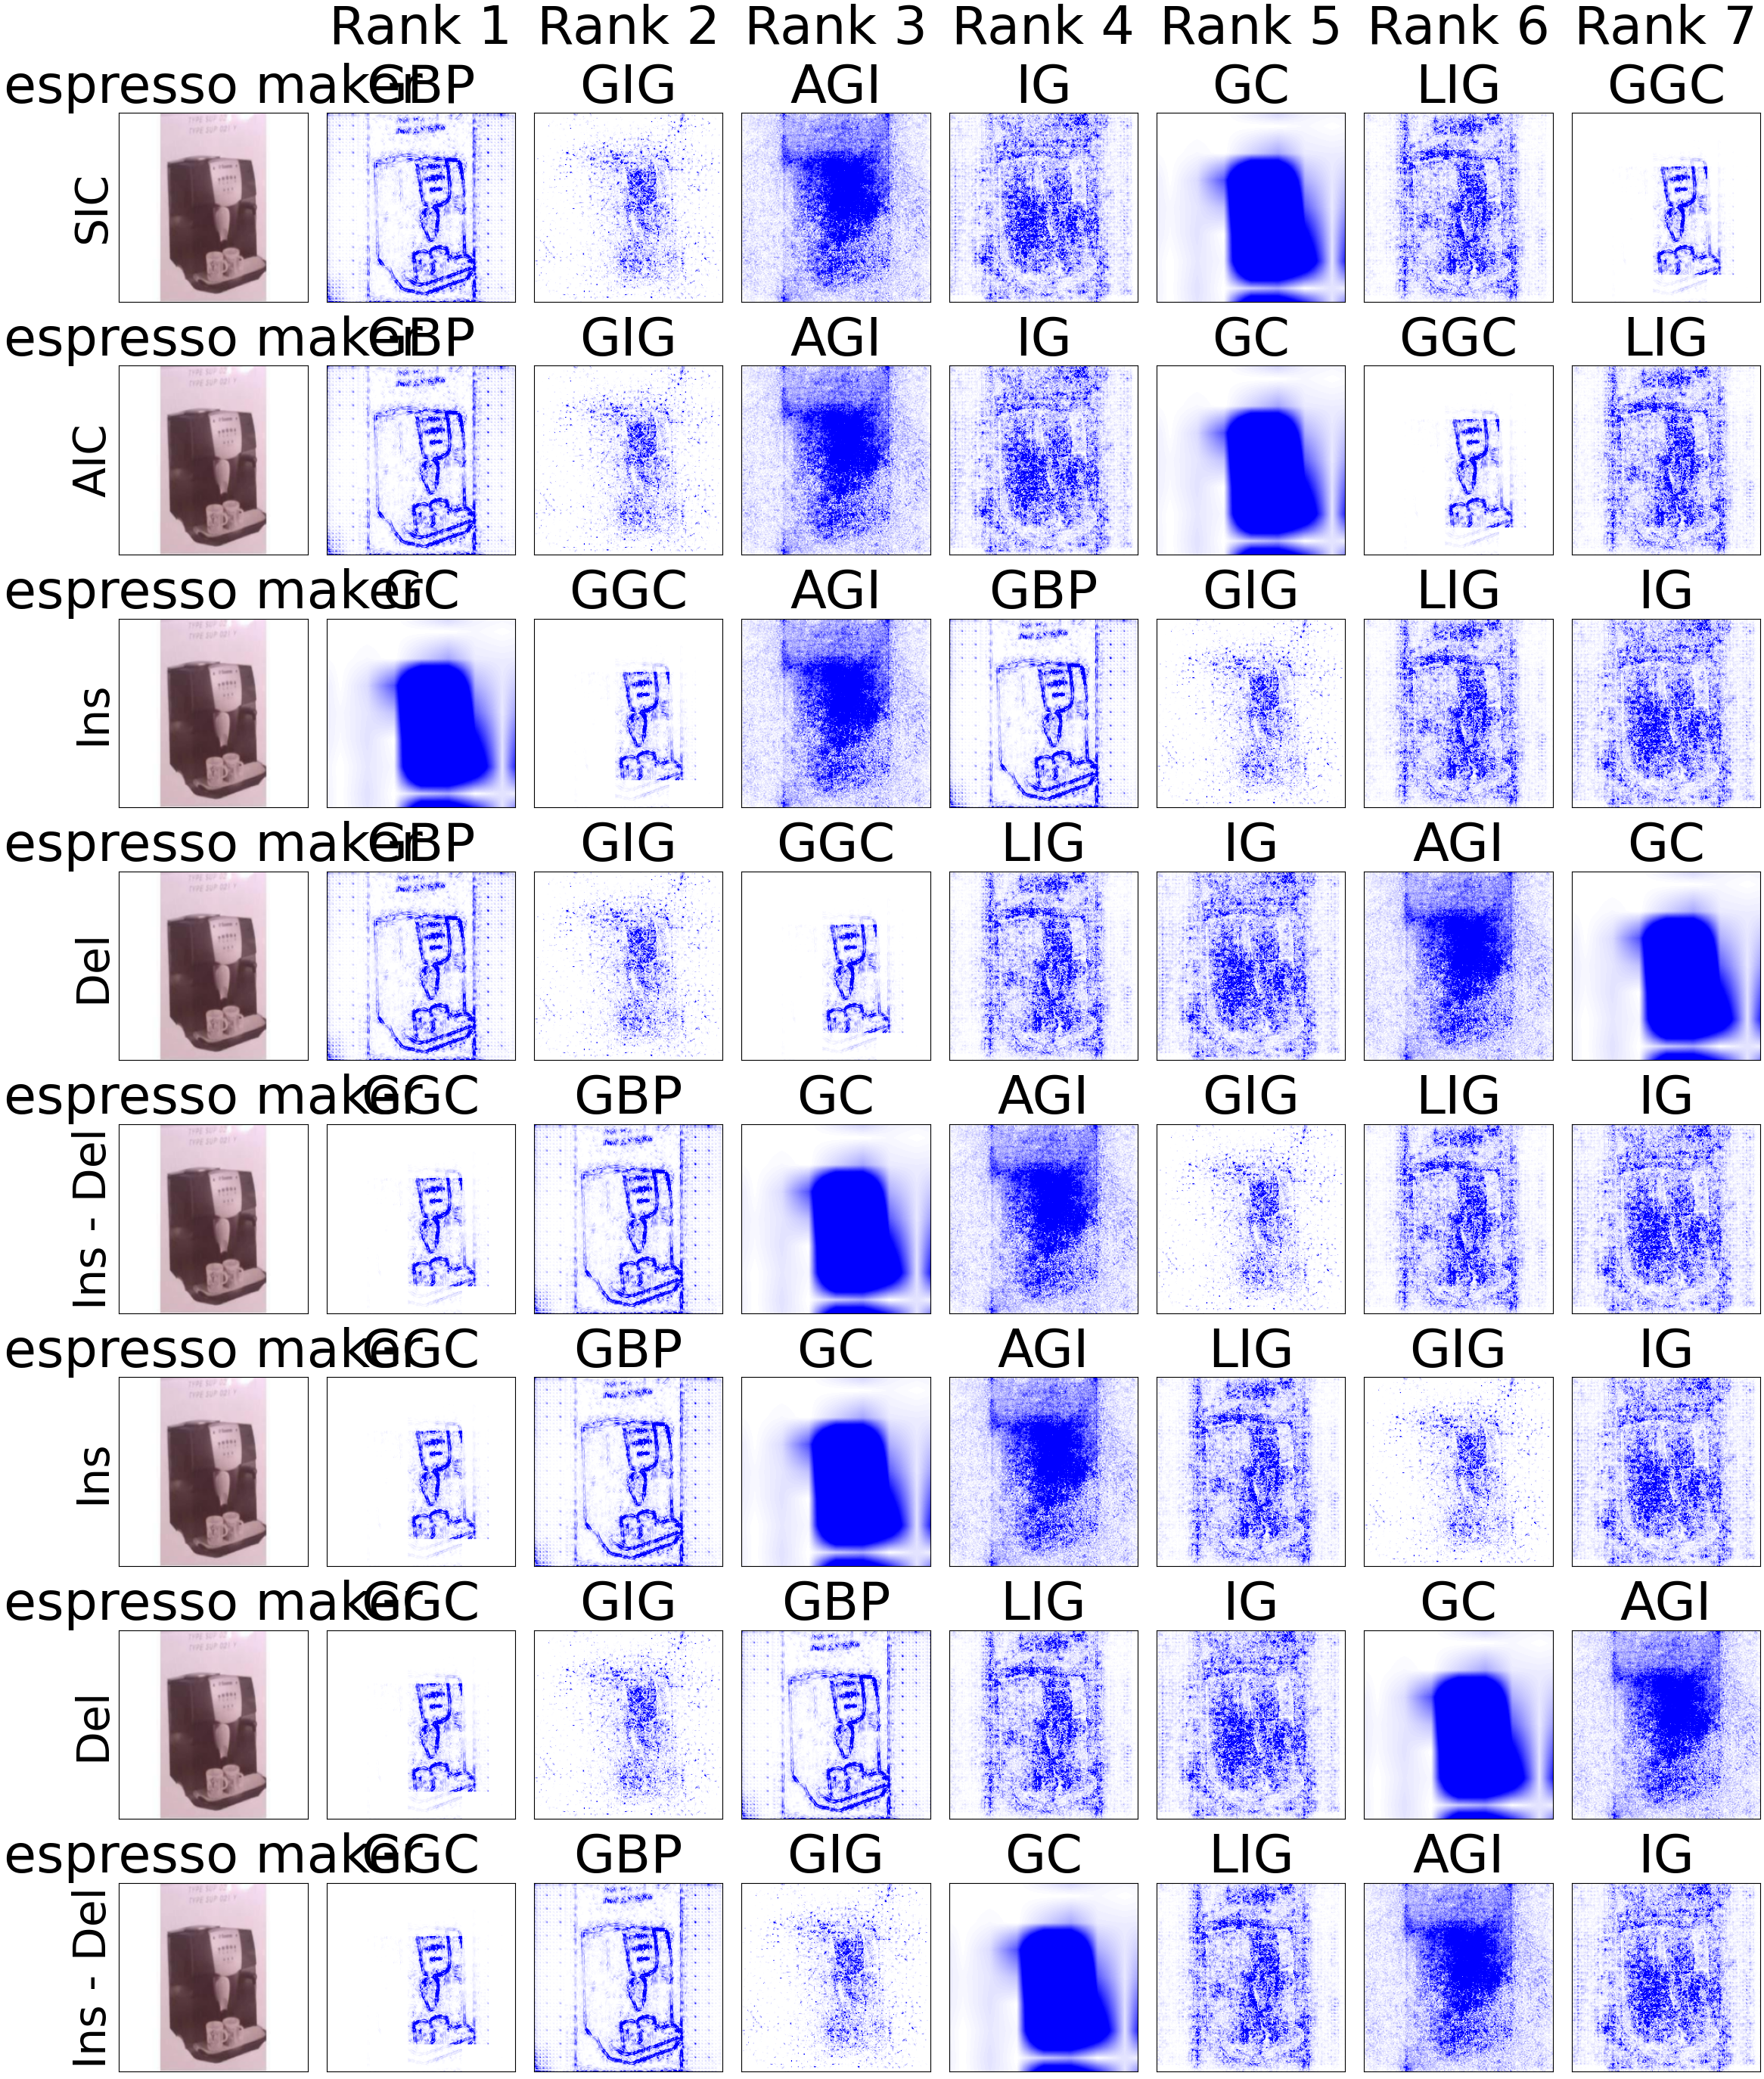 Rank 1 Rank 2 Rank 3 Rank 4 Rank 5 Rank 6 Rank 7
espresso maker GBP GIG AGI IG GC LIG GGC
SIC
espresso maker GBP GIG AGI IG GC GGC LIG
AIC
espresso maker GC GGC AGI GBP GIG LIG IG
Ins
espresso maker GBP GIG GGC LIG IG AGI GC
Del
espresso maker GGC GBP GC AGI GIG LIG IG
Ins - Del
espresso maker GGC GBP GC AGI LIG GIG IG
Ins
espresso maker GGC GIG GBP LIG IG GC AGI
Del
espresso maker GGC GBP GIG GC LIG AGI IG
Ins - Del